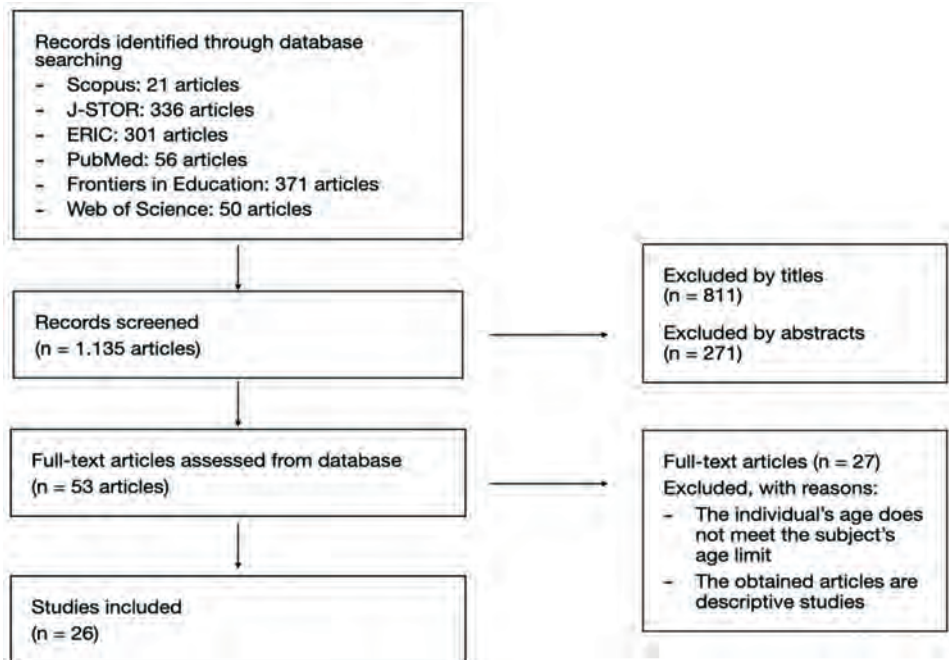 Records identified through database
searching
- Scopus: 21 articles
- J-STOR: 336 articles
- ERIC: 301 articles
- PubMed: 56 articles
- Frontiers in Education: 371 articles
- Web of Science: 50 articles
Records screened
(n = 1.135 articles)
Excluded by titles
(n = 811)
Excluded by abstracts
(n = 271)
Full-text articles assessed from database
(n = 53 articles)
Full-text articles (n = 27)
Excluded, with reasons:
- The individual's age does
not meet the subject's
age limit
- The obtained articles are
descriptive studies
Studies included
(n = 26)